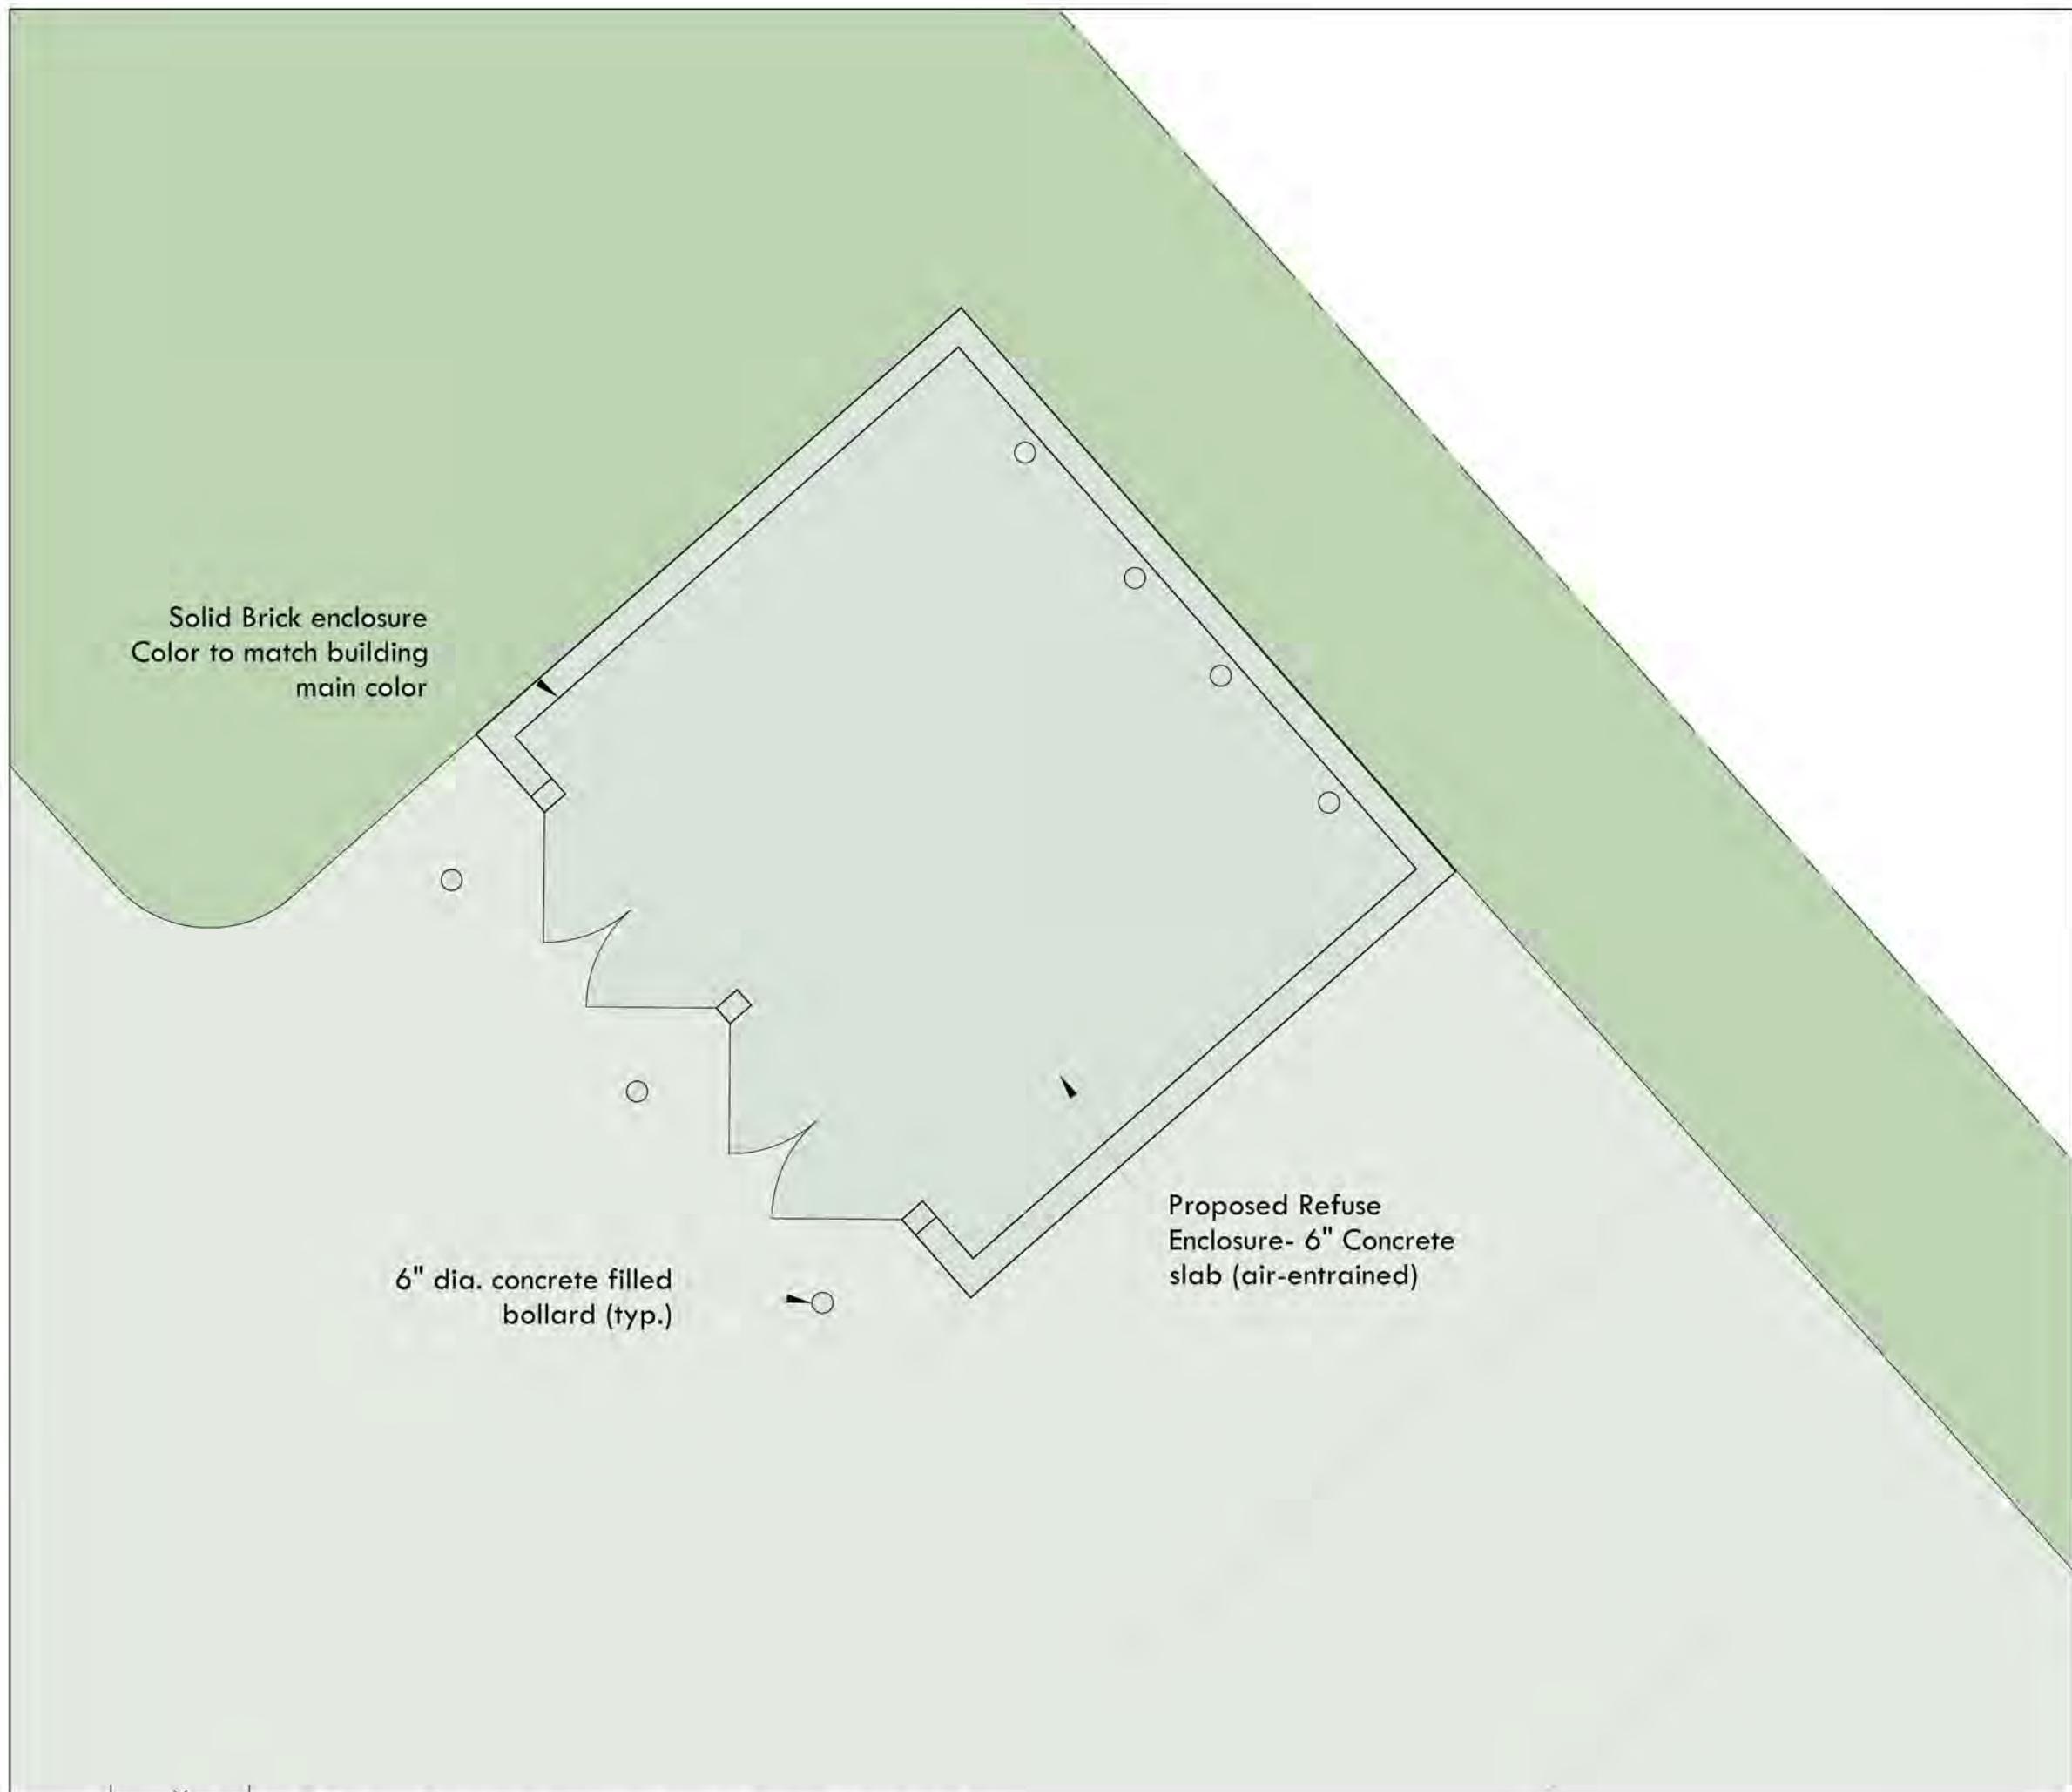 Solid Brick enclosure
Color to match building
main color
Proposed Refuse
Enclosure- 6" Concrete
slab (air-entrained)
6" dia. concrete filled
bollard (typ.)